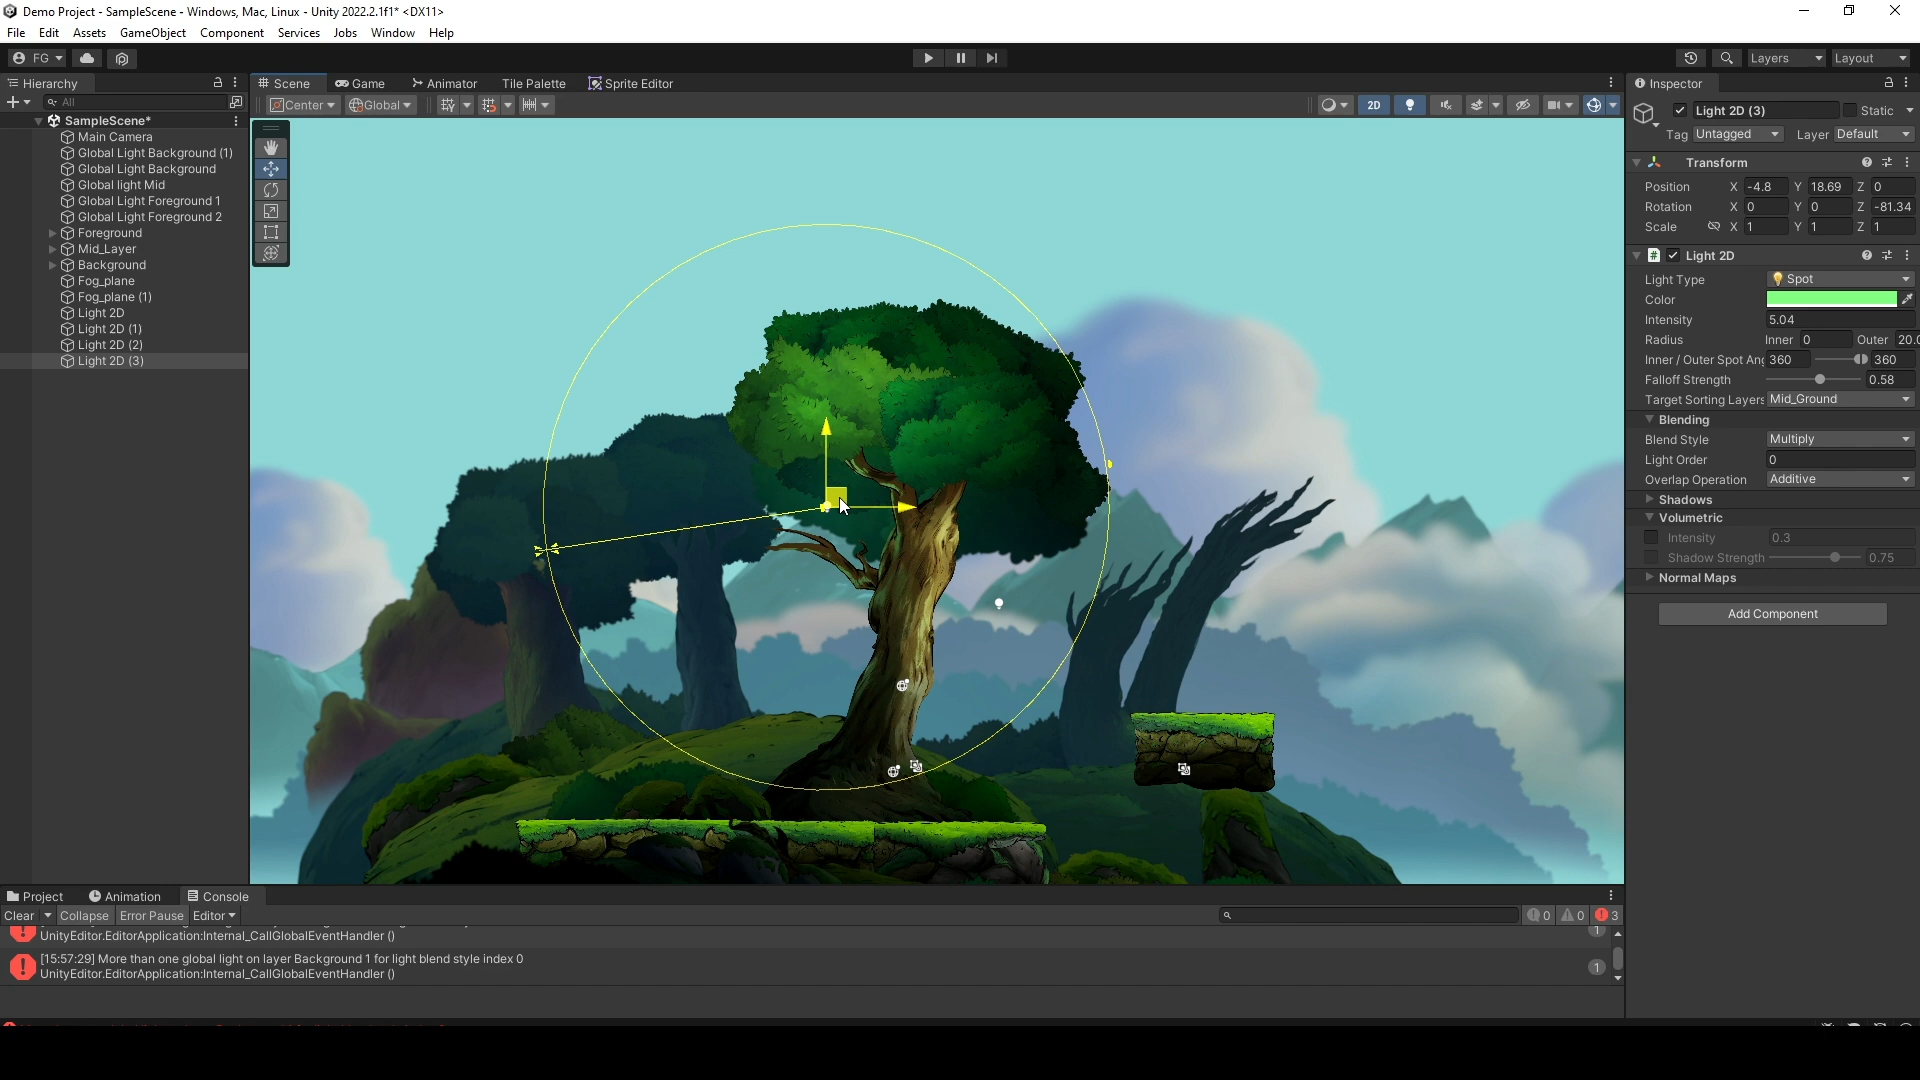 Demo Project - SampleScene - Windows, Mac, Linux - Unity 2022.2.1f1* <DX11>
File Edit Assets GameObject Component Services Jobs Window Help
FG Layers Layout
Hierarchy Scene Game Animator Tile Palette Sprite Editor Inspector
All Center Global 2D Light 2D (3) Static
SampleScene*
Tag Untagged Layer Default
Main Camera
Global Light Background (1)
Global Light Background
Global light Mid
Global Light Foreground 1
Global Light Foreground 2
Foreground
Mid_Layer
Background
Fog_plane
Fog_plane (1)
Light 2D
Light 2D (1)
Light 2D (2)
Light 2D (3)
Transform
Position X -4.8 Y 18.69 Z 0
Rotation X 0 Y 0 Z -81.34
Scale X 1 Y 1 Z 1
Light 2D
Light Type Spot
Color
Intensity 5.04
Radius Inner 0 Outer 20.
Inner / Outer Spot An 360 360
Falloff Strength 0.58
Target Sorting Layers Mid_Ground
Blending
Blend Style Multiply
Light Order 0
Overlap Operation Additive
Shadows
Volumetric
Intensity 0.3
Shadow Strength 0.75
Normal Maps
Add Component
Project Animation Console
Clear Collapse Error Pause Editor 0 0 3
UnityEditor.EditorApplication:Internal_CallGlobalEventHandler () 1
[15:57:29] More than one global light on layer Background 1 for light blend style index 0
UnityEditor.EditorApplication:Internal_CallGlobalEventHandler () 1